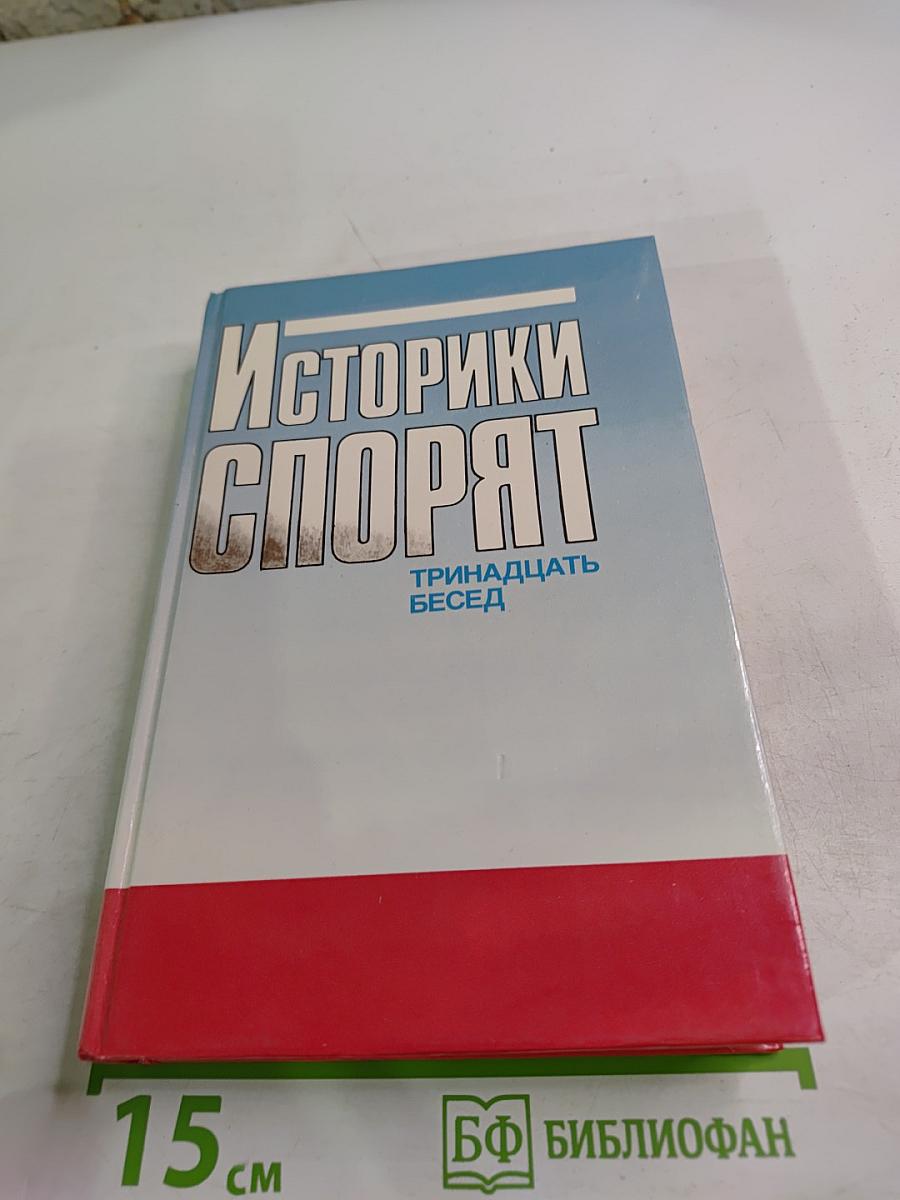 Историки
спорят
ТРИНАДЦАТЬ
БЕСЕД
15 см
БФ БИБЛИОФАН